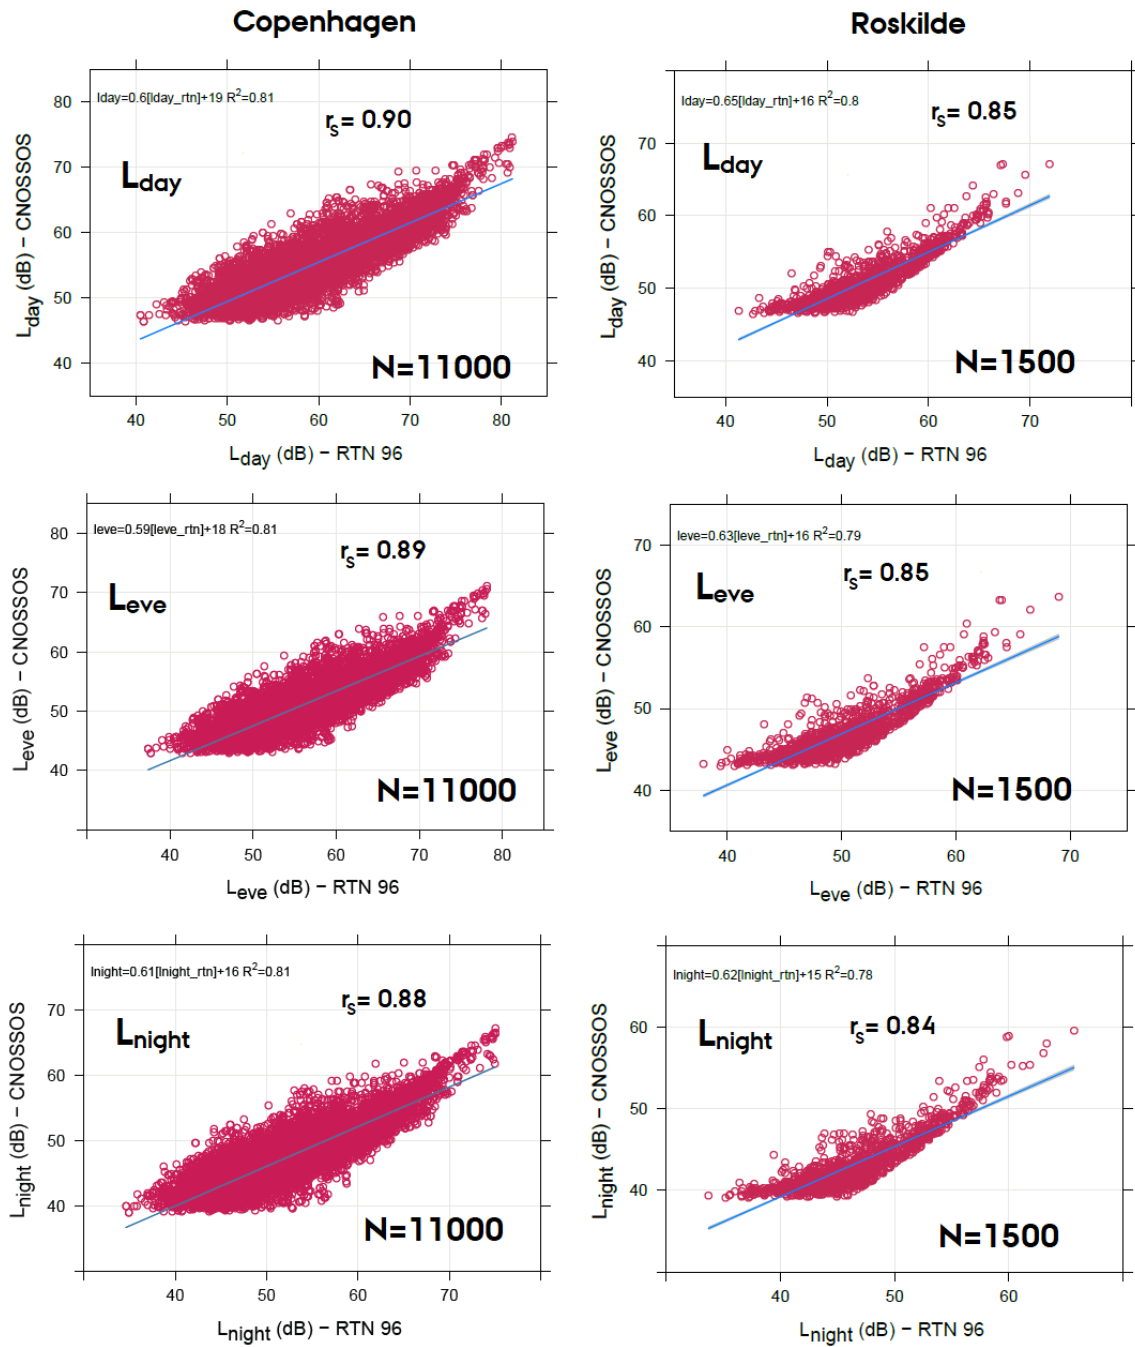 Copenhagen
Roskilde
lday=0.6[lday_rtn]+19 R²=0.81
rs= 0.90
Lday
N=11000
80
70
60
50
40
40 50 60 70 80
Lday (dB) − CNOSSOS
Lday (dB) − RTN 96
lday=0.65[lday_rtn]+16 R²=0.8
rs= 0.85
Lday
N=1500
70
60
50
40
40 50 60 70
Lday (dB) − CNOSSOS
Lday (dB) − RTN 96
leve=0.59[leve_rtn]+18 R²=0.81
rs= 0.89
Leve
N=11000
80
70
60
50
40
40 50 60 70 80
Leve (dB) − CNOSSOS
Leve (dB) − RTN 96
leve=0.63[leve_rtn]+16 R²=0.79
rs= 0.85
Leve
N=1500
70
60
50
40
40 50 60 70
Leve (dB) − CNOSSOS
Leve (dB) − RTN 96
lnight=0.61[lnight_rtn]+16 R²=0.81
rs= 0.88
Lnight
N=11000
70
60
50
40
40 50 60 70
Lnight (dB) − CNOSSOS
Lnight (dB) − RTN 96
lnight=0.62[lnight_rtn]+15 R²=0.78
rs= 0.84
Lnight
N=1500
60
50
40
40 50 60
Lnight (dB) − CNOSSOS
Lnight (dB) − RTN 96